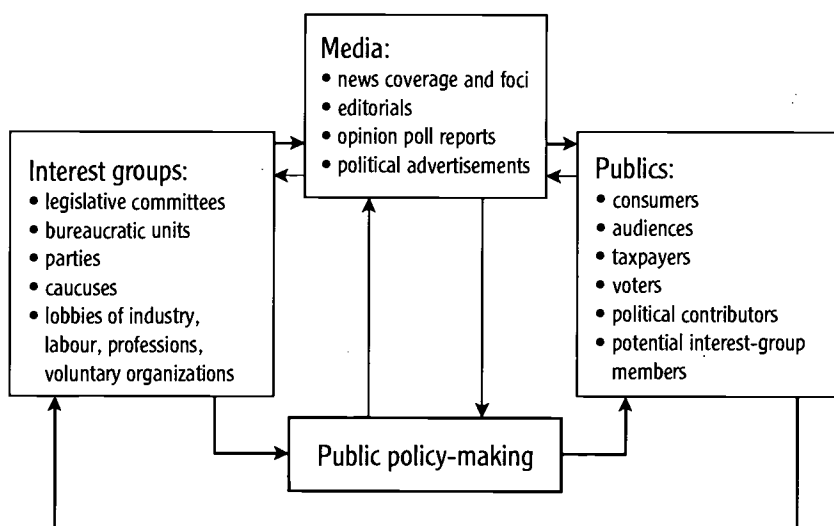 Media:
• news coverage and foci
• editorials
• opinion poll reports
• political advertisements
Interest groups:
• legislative committees
• bureaucratic units
• parties
• caucuses
• lobbies of industry,
labour, professions,
voluntary organizations
Publics:
• consumers
• audiences
• taxpayers
• voters
• political contributors
• potential interest-group
members
Public policy-making